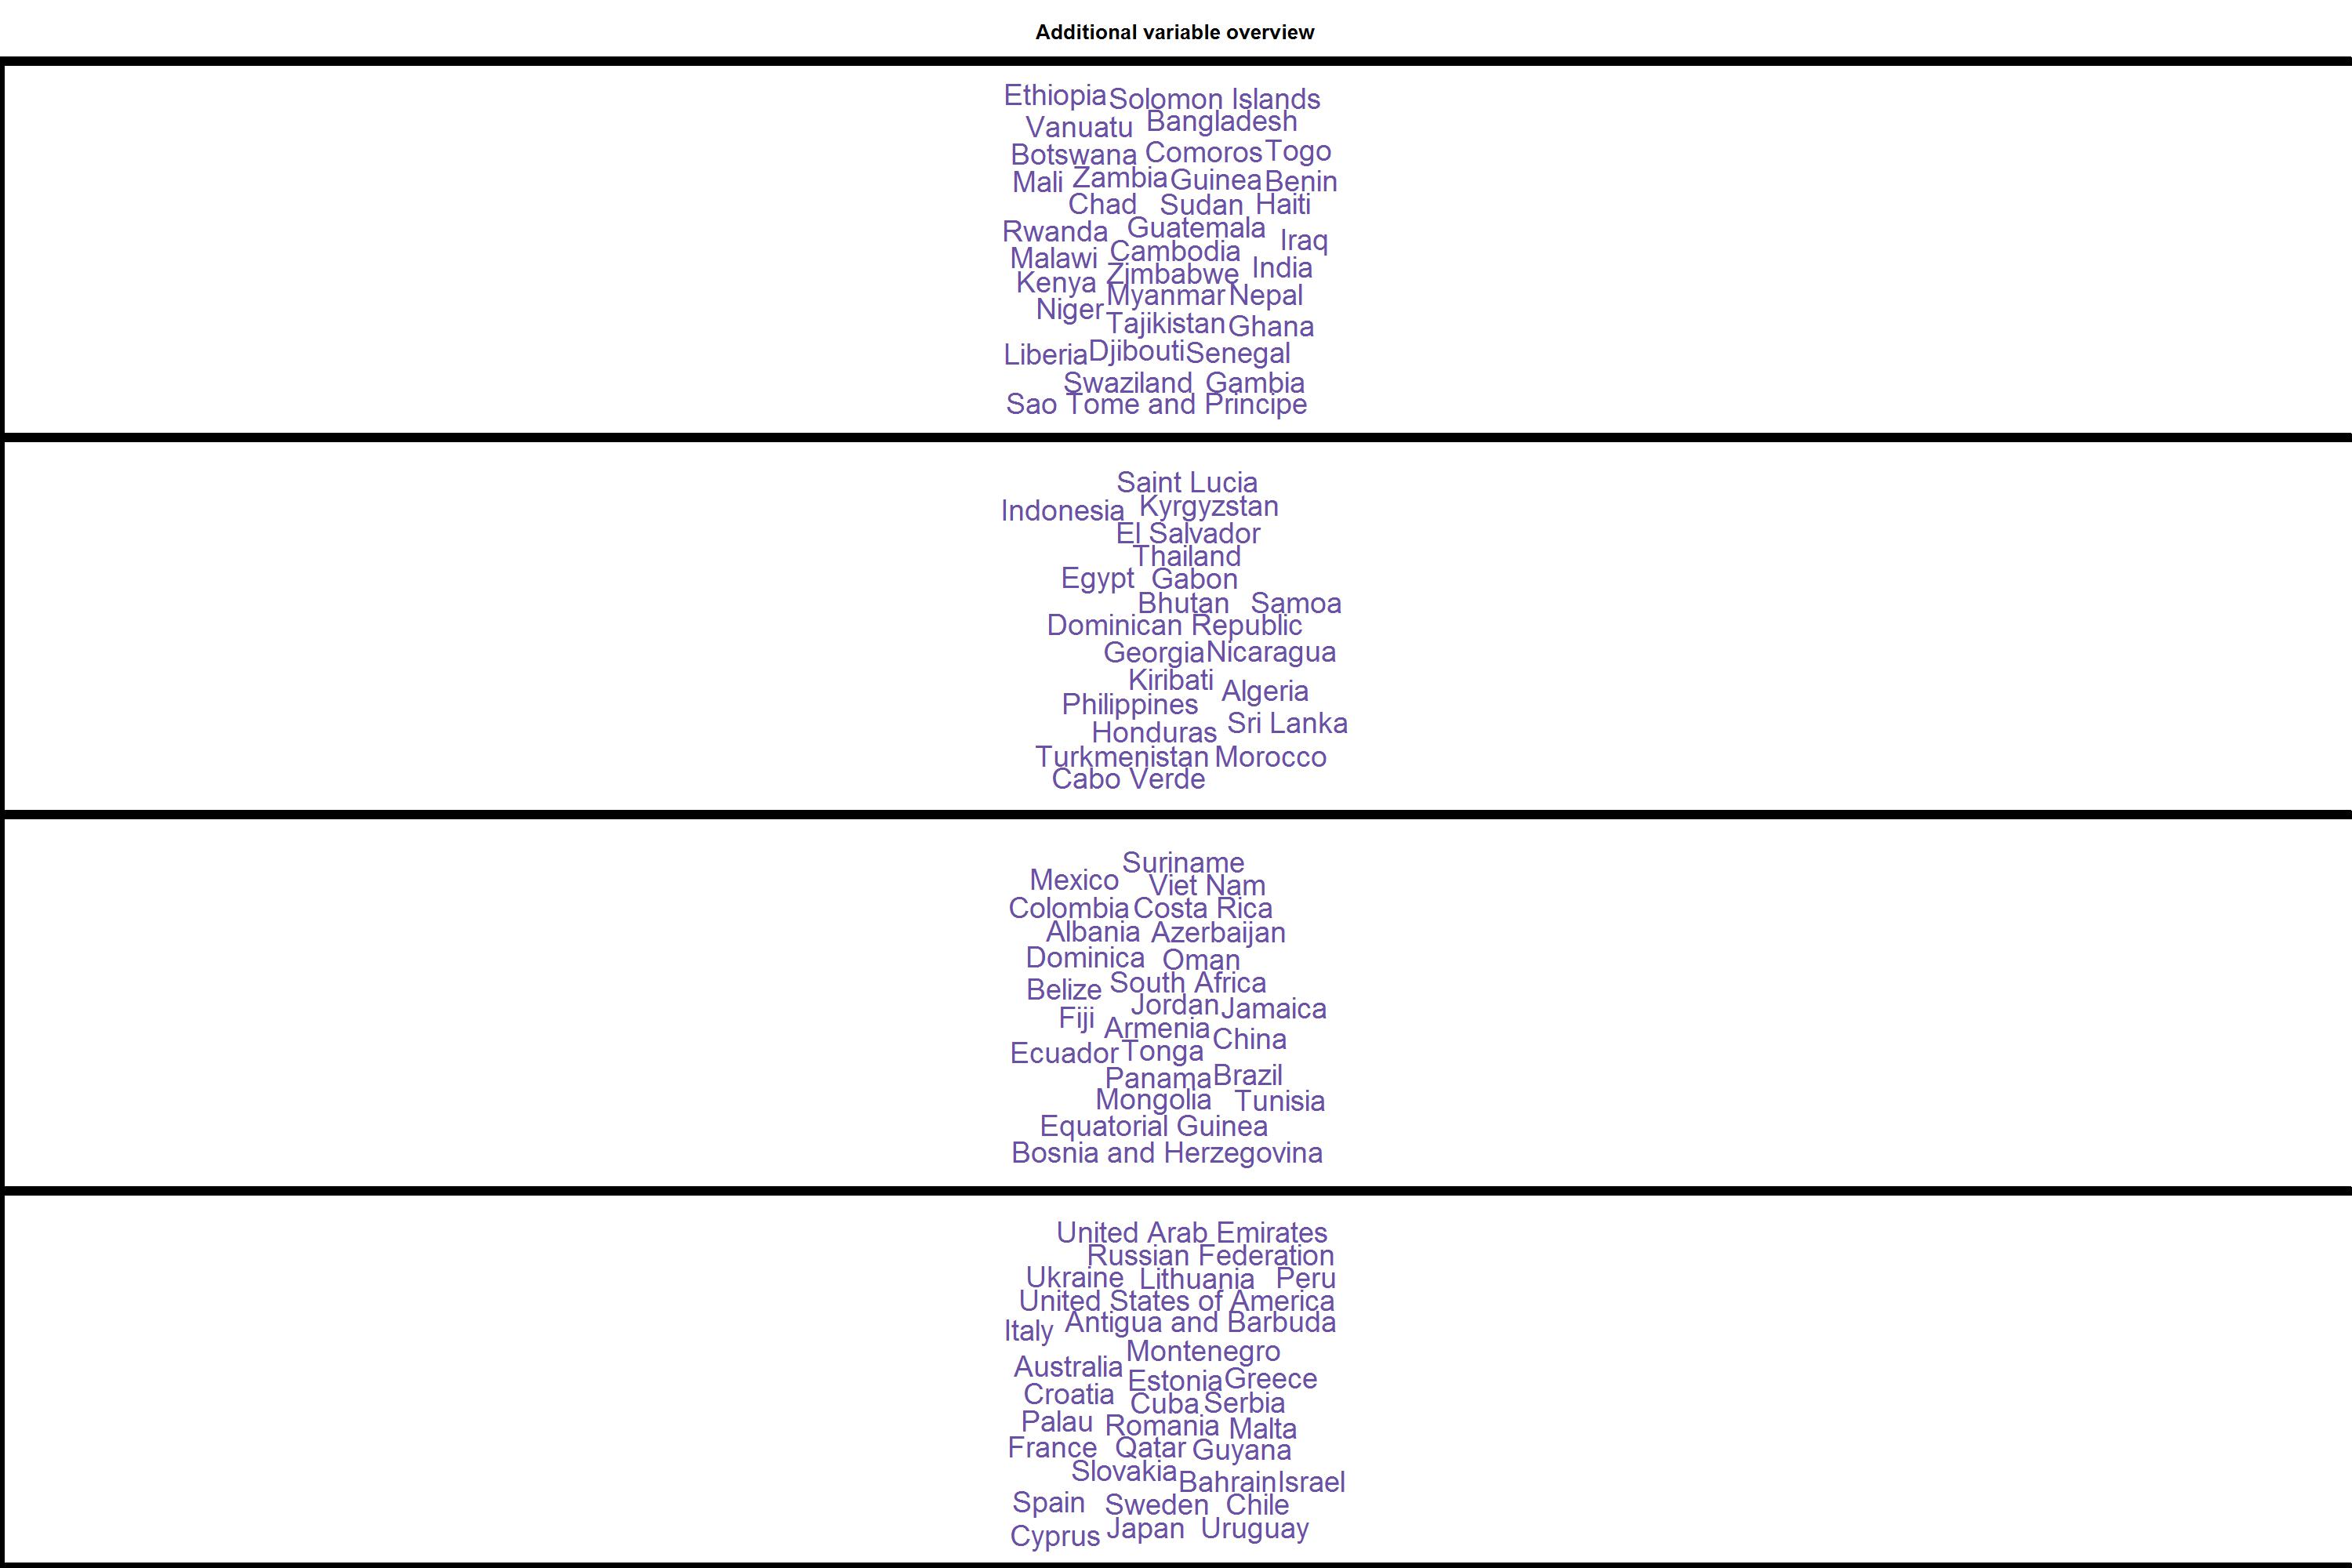 Additional variable overview
Ethiopia Solomon Islands
Vanuatu Bangladesh
Botswana Comoros Togo
Mali Zambia Guinea Benin
Chad Sudan Haiti
Rwanda Guatemala Iraq
Malawi Cambodia
Kenya Zimbabwe India
Niger Myanmar Nepal
Tajikistan Ghana
Liberia Djibouti Senegal
Swaziland Gambia
Sao Tome and Principe
Saint Lucia
Indonesia Kyrgyzstan
El Salvador
Thailand
Egypt Gabon
Bhutan Samoa
Dominican Republic
Georgia Nicaragua
Kiribati Algeria
Philippines
Honduras Sri Lanka
Turkmenistan Morocco
Cabo Verde
Suriname
Mexico Viet Nam
Colombia Costa Rica
Albania Azerbaijan
Dominica Oman
Belize South Africa
Jordan Jamaica
Fiji Armenia China
Ecuador Tonga
Panama Brazil
Mongolia Tunisia
Equatorial Guinea
Bosnia and Herzegovina
United Arab Emirates
Russian Federation
Ukraine Lithuania Peru
United States of America
Italy Antigua and Barbuda
Montenegro
Australia Estonia Greece
Croatia Cuba Serbia
Palau Romania Malta
France Qatar Guyana
Slovakia Bahrain Israel
Spain Sweden Chile
Cyprus Japan Uruguay